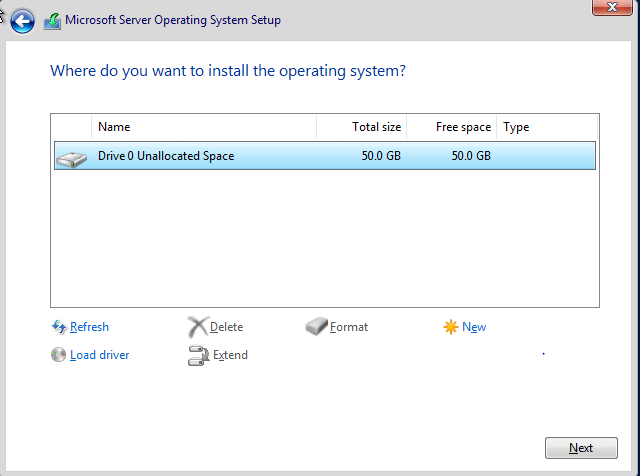 Microsoft Server Operating System Setup
Where do you want to install the operating system?
Name Total size Free space Type
Drive 0 Unallocated Space 50.0 GB 50.0 GB
Refresh Delete Format New
Load driver Extend
Next